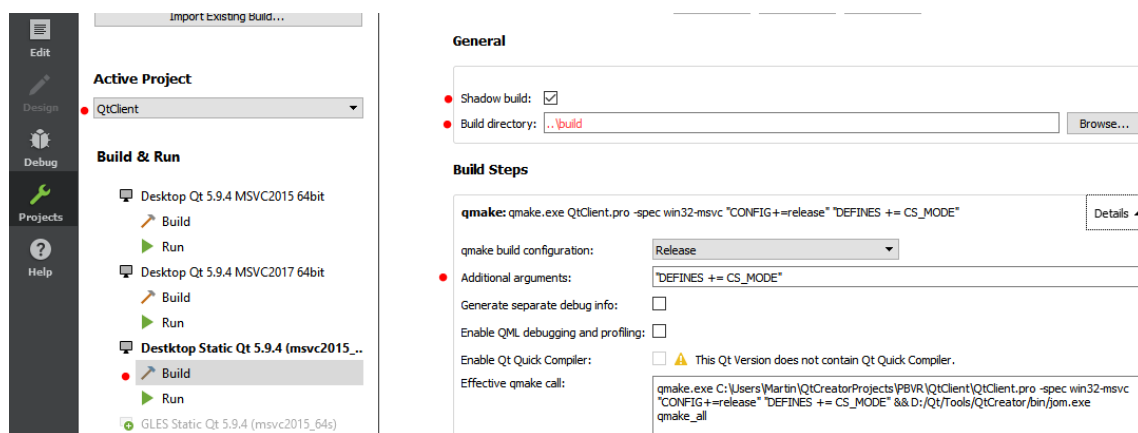 Import Existing Build...
Edit
Design
Debug
Projects
Help
Active Project
QtClient
Build & Run
Desktop Qt 5.9.4 MSVC2015 64bit
Build
Run
Desktop Qt 5.9.4 MSVC2017 64bit
Build
Run
Destktop Static Qt 5.9.4 (msvc2015_...
Build
Run
GLES Static Qt 5.9.4 (msvc2015_64s)
General
Shadow build:
Build directory: ..\build Browse...
Build Steps
qmake: qmake.exe QtClient.pro -spec win32-msvc "CONFIG+=release" "DEFINES += CS_MODE" Details
qmake build configuration: Release
Additional arguments: "DEFINES += CS_MODE"
Generate separate debug info:
Enable QML debugging and profiling:
Enable Qt Quick Compiler: This Qt Version does not contain Qt Quick Compiler.
Effective qmake call: qmake.exe C:\Users\Martin\QtCreatorProjects\PBVR\QtClient\QtClient.pro -spec win32-msvc
"CONFIG+=release" "DEFINES += CS_MODE" && D:/Qt/Tools/QtCreator/bin/jom.exe
qmake_all